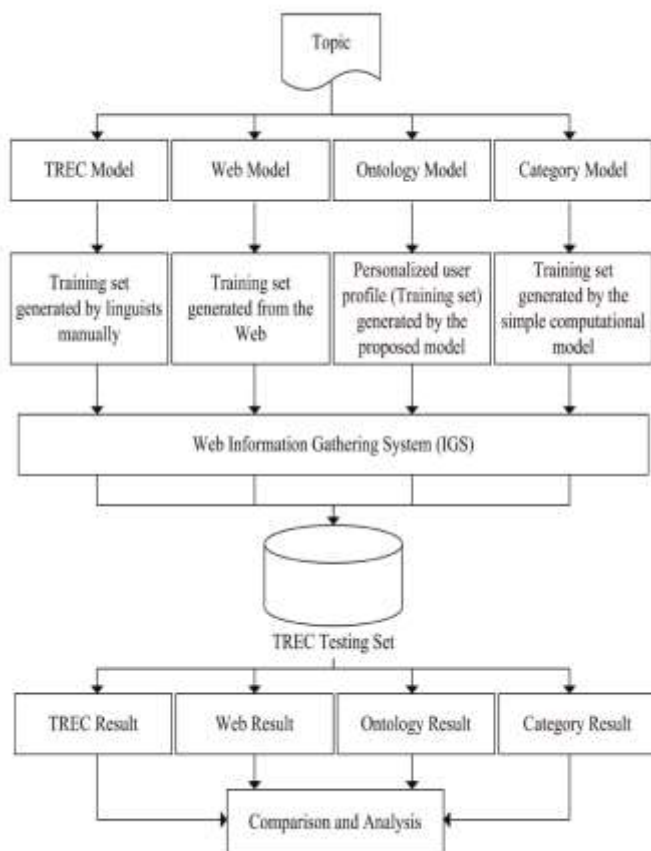 Topic
TREC Model
Web Model
Ontology Model
Category Model
Training set
generated by linguists
manually
Training set
generated from the
Web
Personalized user
profile (Training set)
generated by the
proposed model
Training set
generated by the
simple computational
model
Web Information Gathering System (IGS)
TREC Testing Set
TREC Result
Web Result
Ontology Result
Category Result
Comparison and Analysis